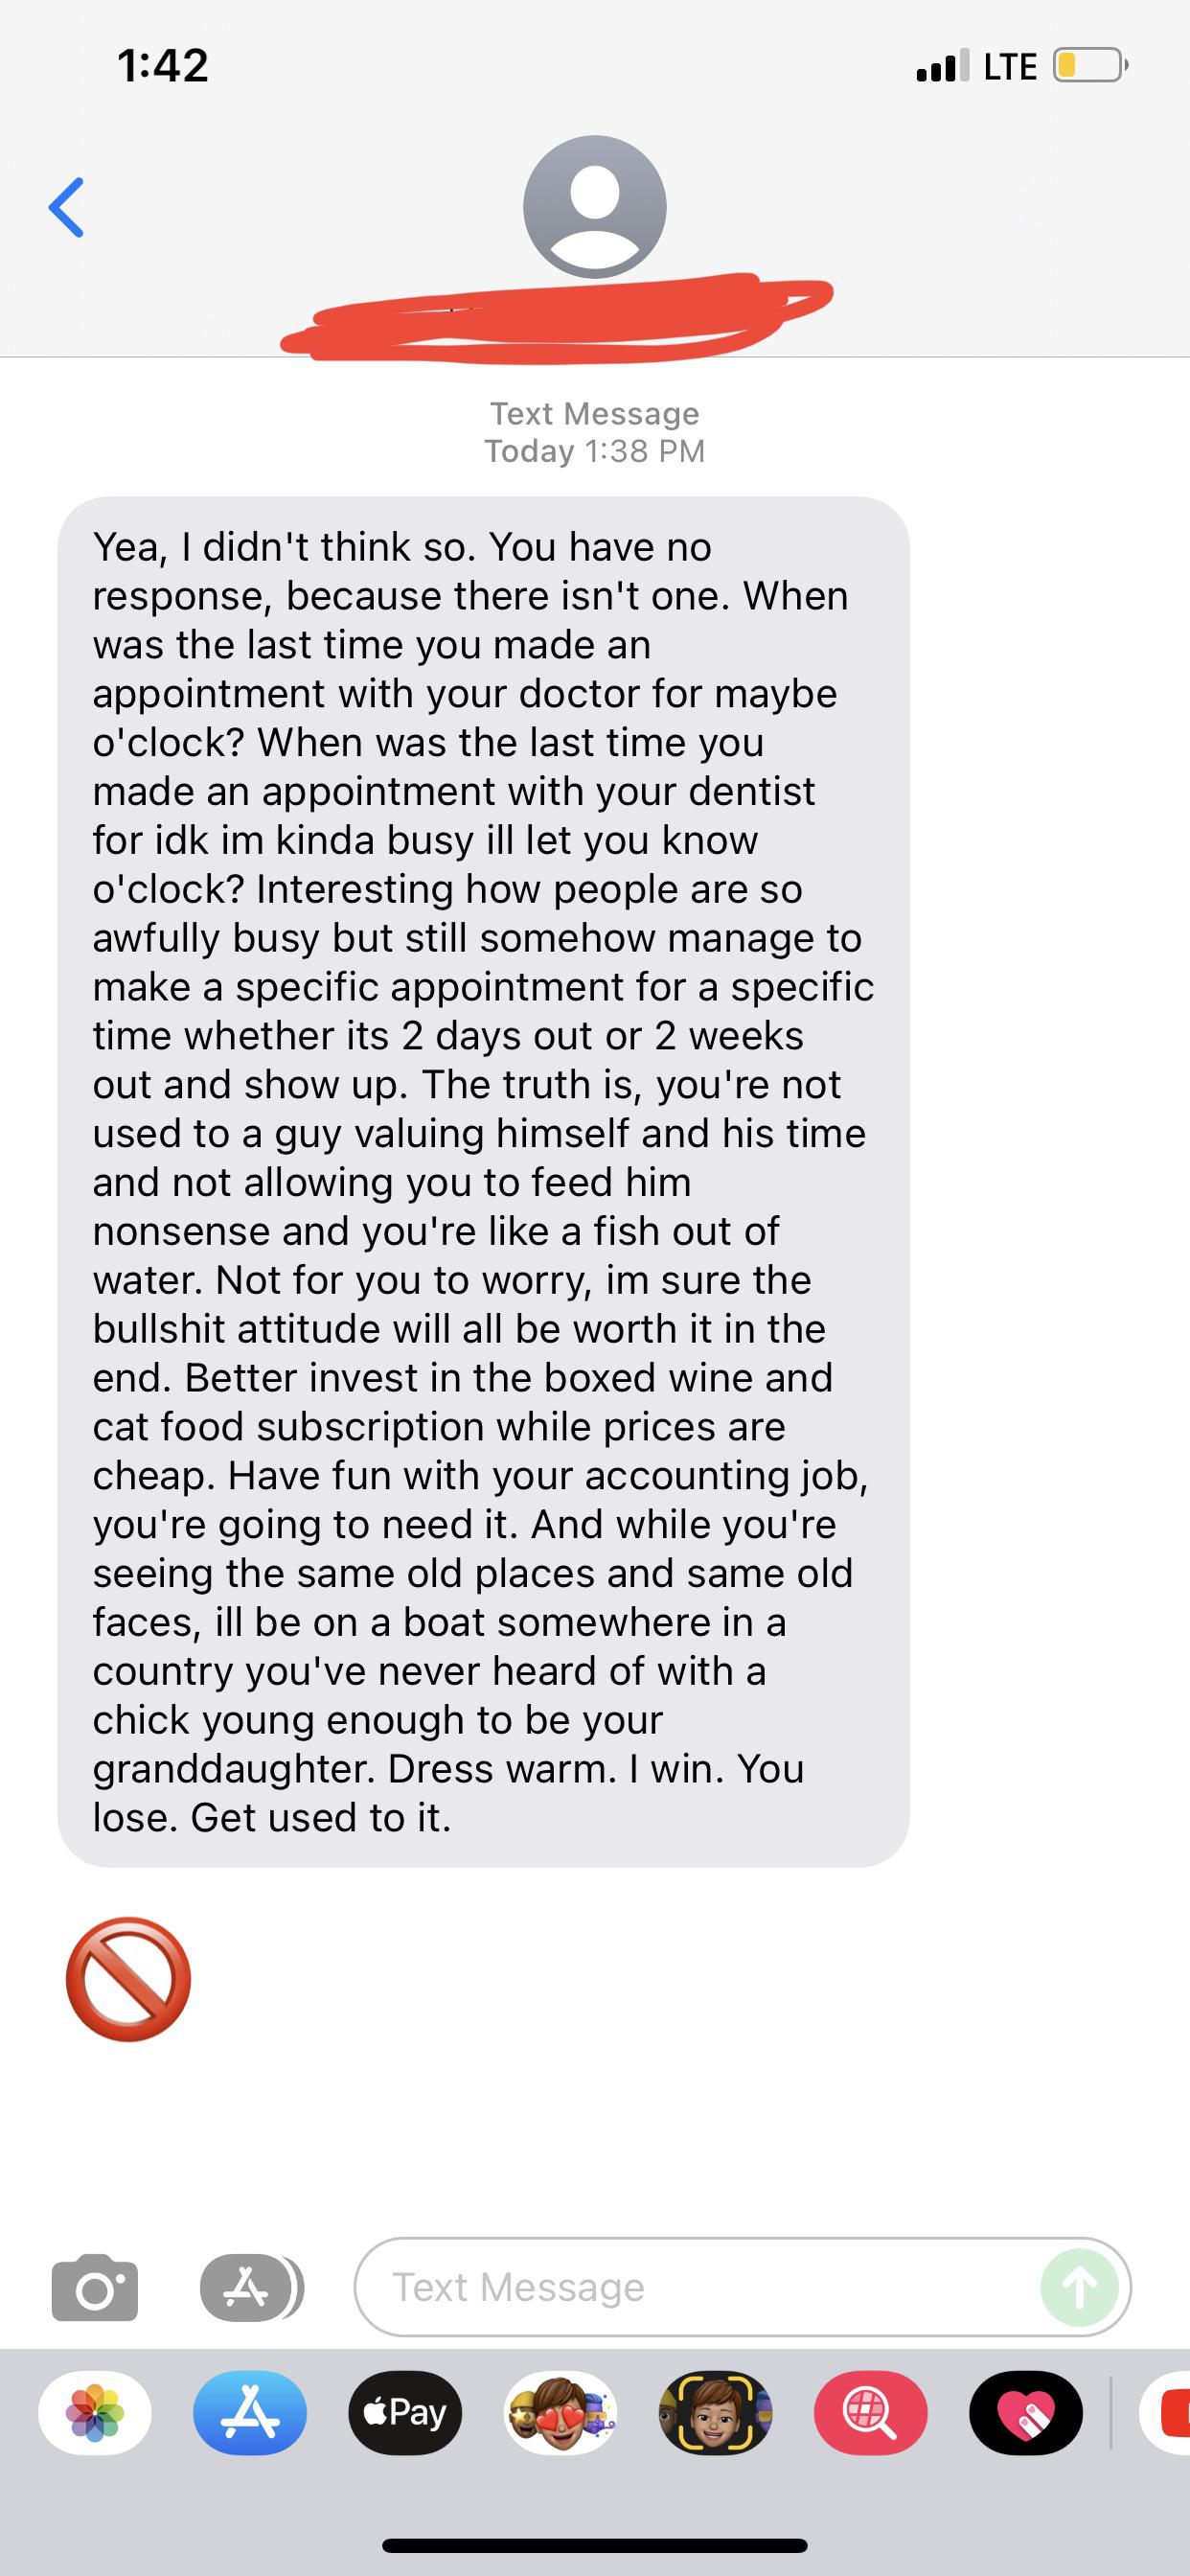 1:42
LTE
Text Message
Today 1:38 PM
Yea, I didn't think so. You have no
response, because there isn't one. When
was the last time you made an
appointment with your doctor for maybe
o'clock? When was the last time you
made an appointment with your dentist
for idk im kinda busy ill let you know
o'clock? Interesting how people are so
awfully busy but still somehow manage to
make a specific appointment for a specific
time whether its 2 days out or 2 weeks
out and show up. The truth is, you're not
used to a guy valuing himself and his time
and not allowing you to feed him
nonsense and you're like a fish out of
water. Not for you to worry, im sure the
bullshit attitude will all be worth it in the
end. Better invest in the boxed wine and
cat food subscription while prices are
cheap. Have fun with your accounting job,
you're going to need it. And while you're
seeing the same old places and same old
faces, ill be on a boat somewhere in a
country you've never heard of with a
chick young enough to be your
granddaughter. Dress warm. I win. You
lose. Get used to it.
Text Message
Pay